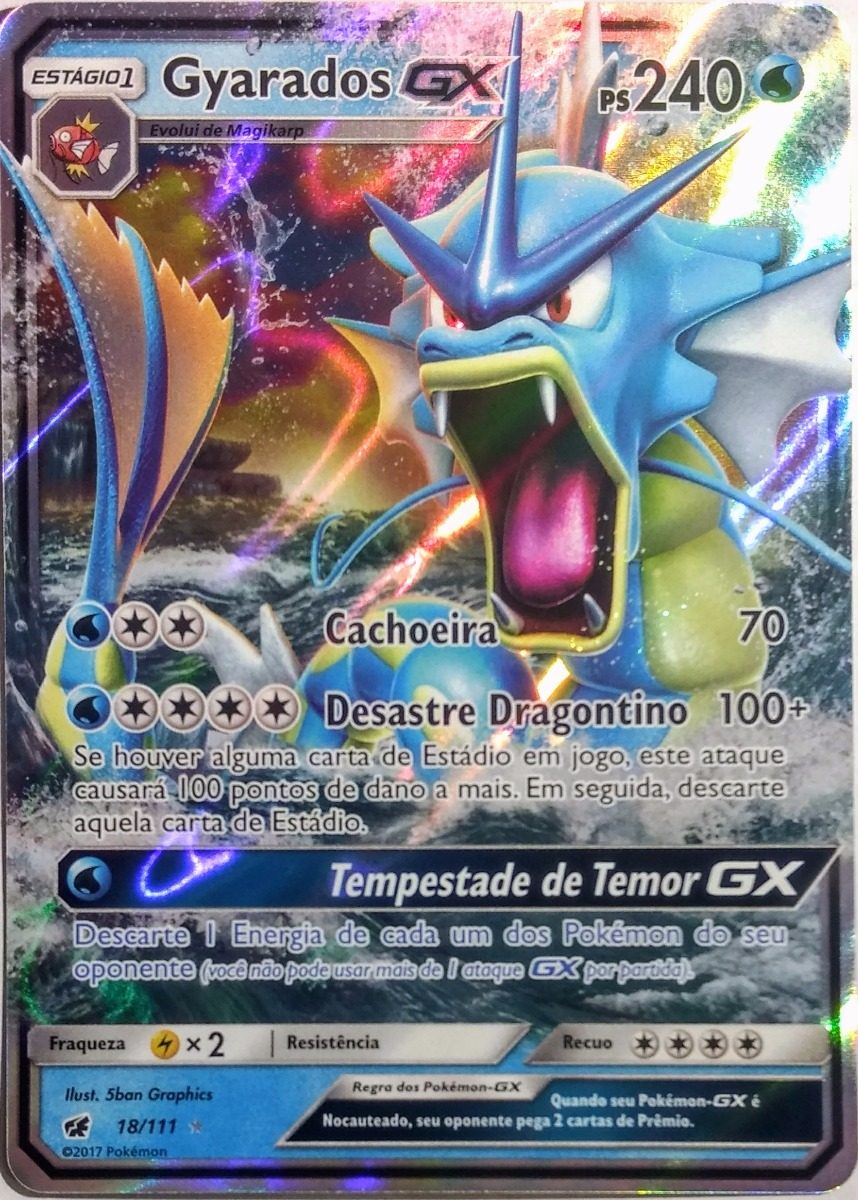 ESTÁGIO1
Gyarados GX
PS240
Evolui de Magikarp
Cachoeira 70
Desastre Dragontino 100+
Se houver alguma carta de Estádio em jogo, este ataque
causará 100 pontos de dano a mais. Em seguida, descarte
aquela carta de Estádio.
Tempestade de Temor GX
Descarte 1 Energia de cada um dos Pokémon do seu
oponente (você não pode usar mais de 1 ataque GX por partida).
Fraqueza ×2 Resistência Recuo
Ilust. 5ban Graphics
Regra dos Pokémon-GX
Quando seu Pokémon-GX é
Nocauteado, seu oponente pega 2 cartas de Prêmio.
18/111
©2017 Pokémon